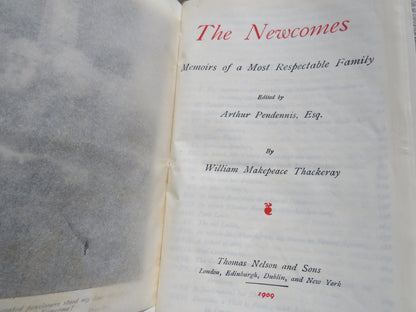 The Newcomes
Memoirs of a Most Respectable Family
Edited by
Arthur Pendennis, Esq.
By
William Makepeace Thackeray
Thomas Nelson and Sons
London, Edinburgh, Dublin, and New York
1909